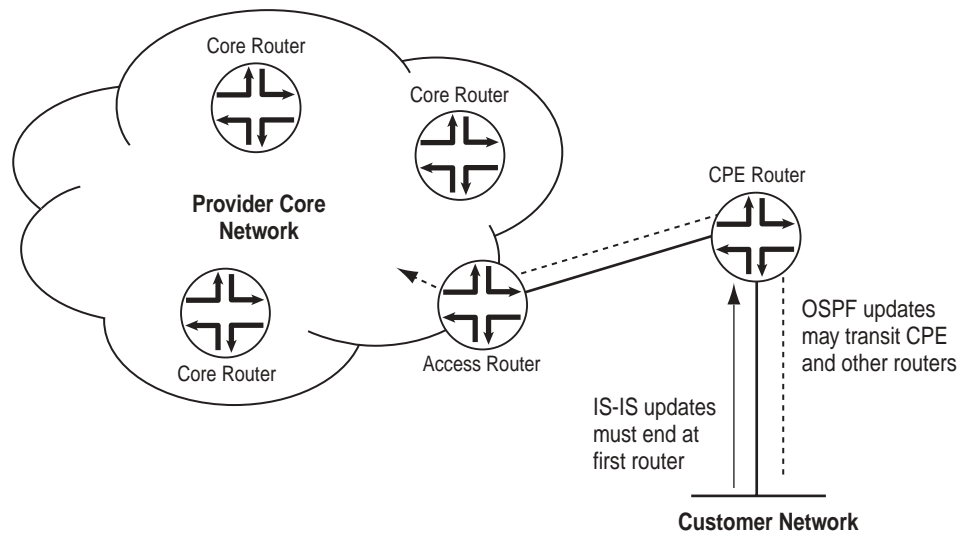 Core Router
Core Router
Provider Core
Network
CPE Router
Core Router
Access Router
OSPF updates
may transit CPE
and other routers
IS-IS updates
must end at
first router
Customer Network